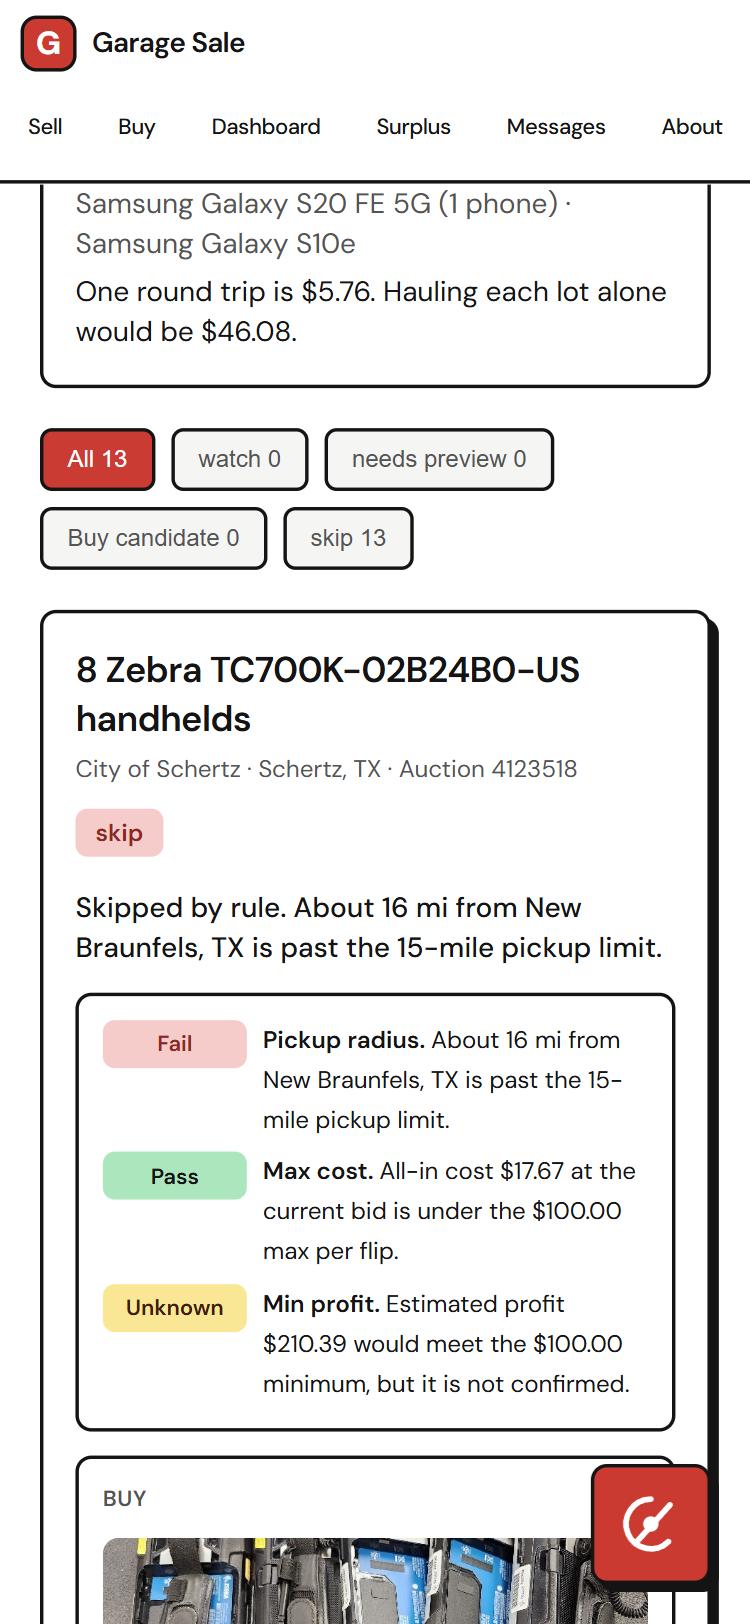 G Garage Sale
Sell Buy Dashboard Surplus Messages About
Samsung Galaxy S20 FE 5G (1 phone) ·
Samsung Galaxy S10e
One round trip is $5.76. Hauling each lot alone
would be $46.08.
All 13 watch 0 needs preview 0
Buy candidate 0 skip 13
8 Zebra TC700K-02B24B0-US
handhelds
City of Schertz · Schertz, TX · Auction 4123518
skip
Skipped by rule. About 16 mi from New
Braunfels, TX is past the 15-mile pickup limit.
Fail Pickup radius. About 16 mi from
New Braunfels, TX is past the 15-
mile pickup limit.
Pass Max cost. All-in cost $17.67 at the
current bid is under the $100.00
max per flip.
Unknown Min profit. Estimated profit
$210.39 would meet the $100.00
minimum, but it is not confirmed.
BUY